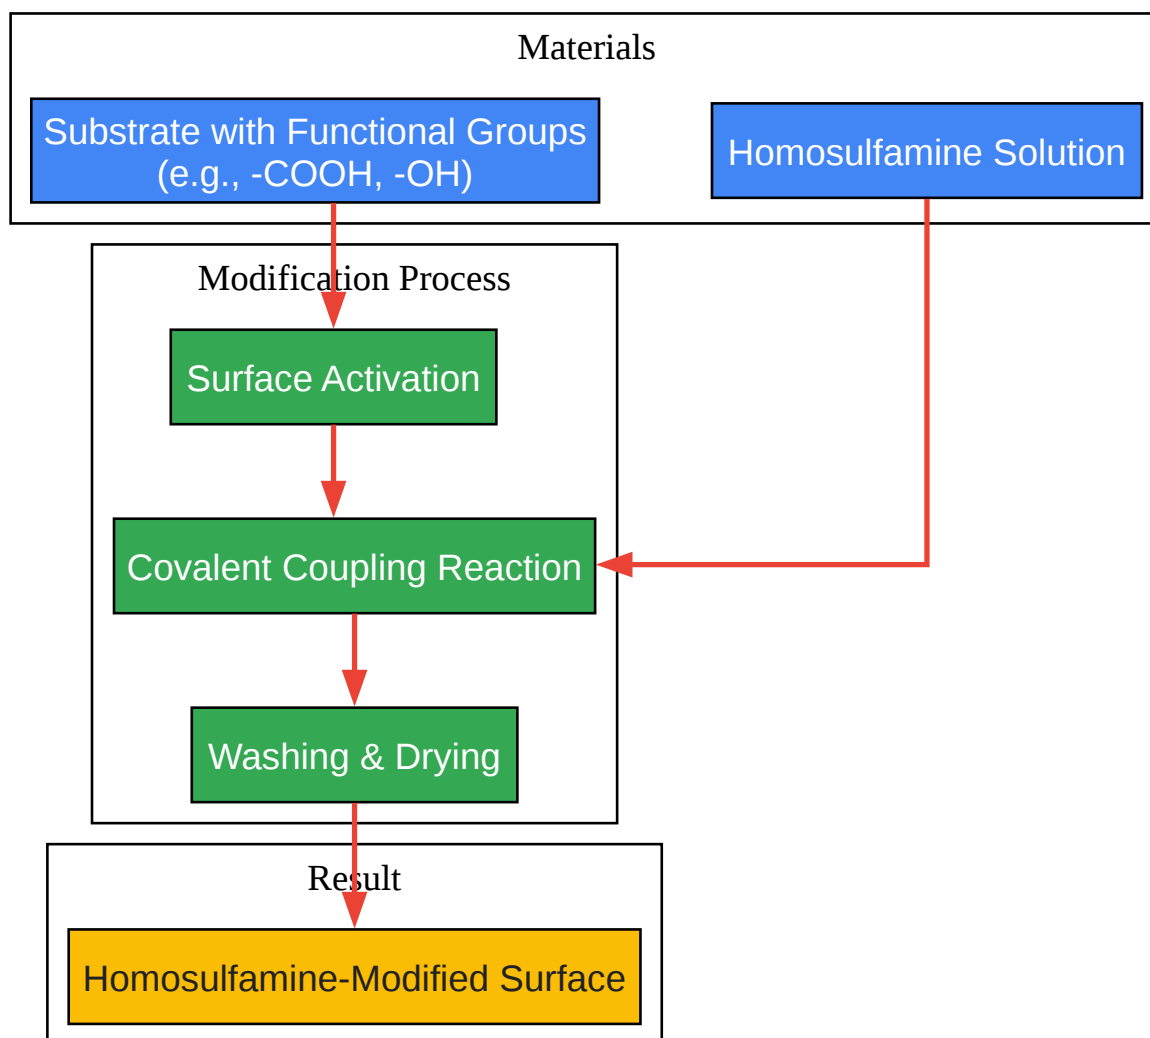 Materials
Substrate with Functional Groups
(e.g., -COOH, -OH)
Homosulfamine Solution
Modification Process
Surface Activation
Covalent Coupling Reaction
Washing & Drying
Result
Homosulfamine-Modified Surface